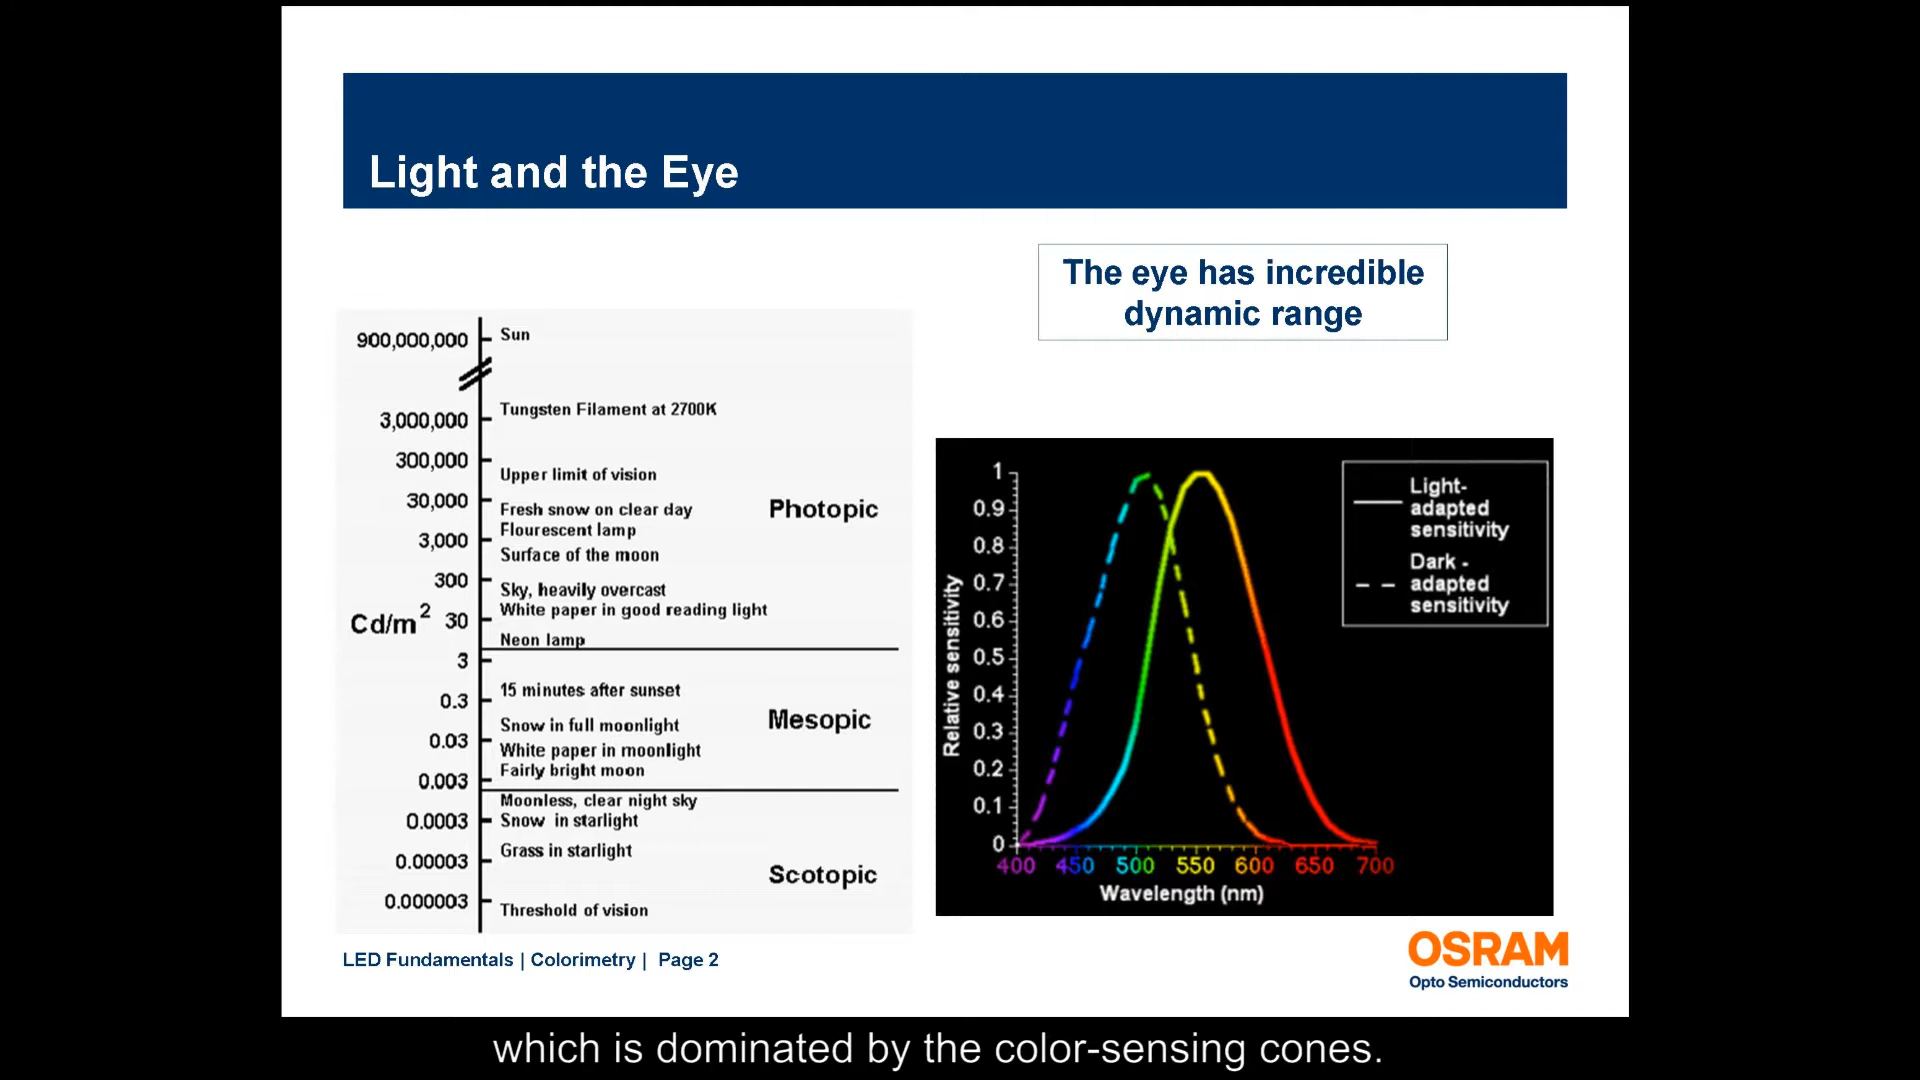 Light and the Eye
The eye has incredible
dynamic range
900,000,000 Sun
Tungsten Filament at 2700K
3,000,000
300,000
Upper limit of vision
30,000
Fresh snow on clear day
Photopic
Flourescent lamp
3,000
Surface of the moon
300
Sky, heavily overcast
White paper in good reading light
Cd/m2 30
Neon lamp
3
15 minutes after sunset
0.3
Mesopic
Snow in full moonlight
0.03
White paper in moonlight
Fairly bright moon
0.003
Moonless, clear night sky
0.0003 Snow in starlight
Grass in starlight
0.00003
Scotopic
0.000003
Threshold of vision
Relative sensitivity
1
0.9
0.8
0.7
0.6
0.5
0.4
0.3
0.2
0.1
0
400 450 500 550 600 650 700
Wavelength (nm)
Light-
adapted
sensitivity
Dark -
adapted
sensitivity
LED Fundamentals | Colorimetry | Page 2
OSRAM
Opto Semiconductors
which is dominated by the color-sensing cones.